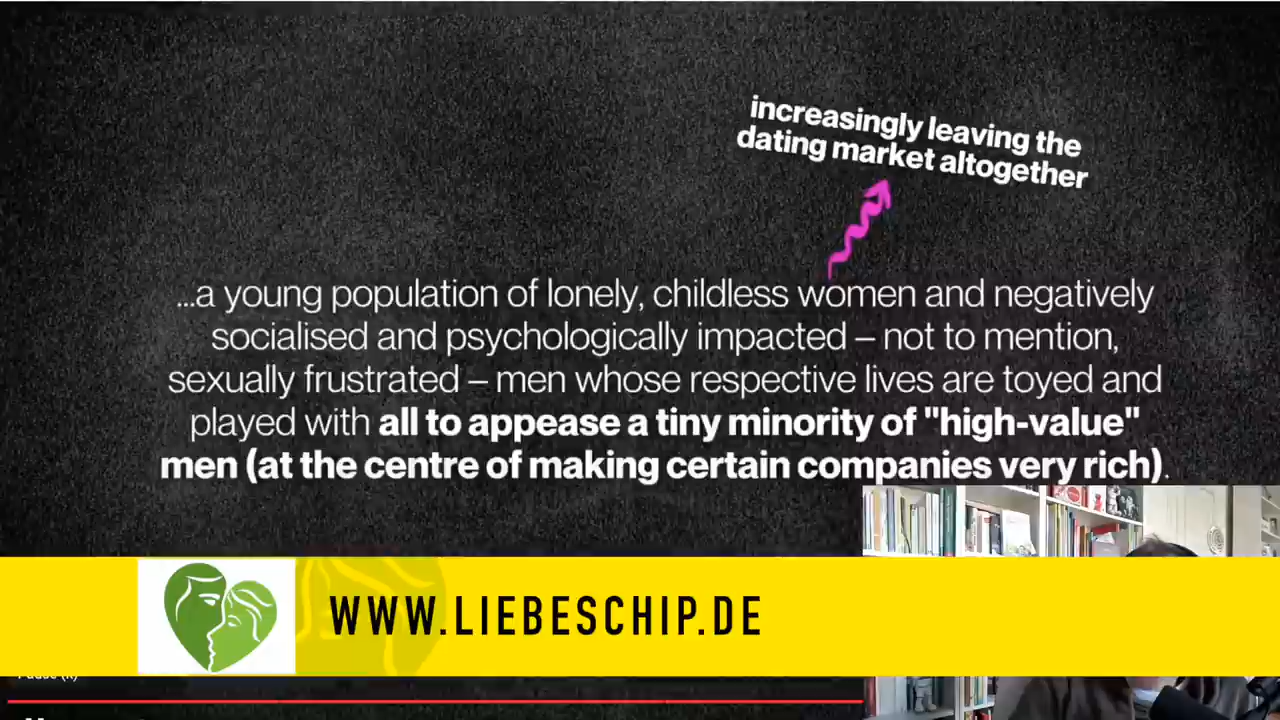 increasingly leaving the
dating market altogether
...a young population of lonely, childless women and negatively
socialised and psychologically impacted – not to mention,
sexually frustrated – men whose respective lives are toyed and
played with all to appease a tiny minority of "high-value"
men (at the centre of making certain companies very rich).
WWW.LIEBESCHIP.DE